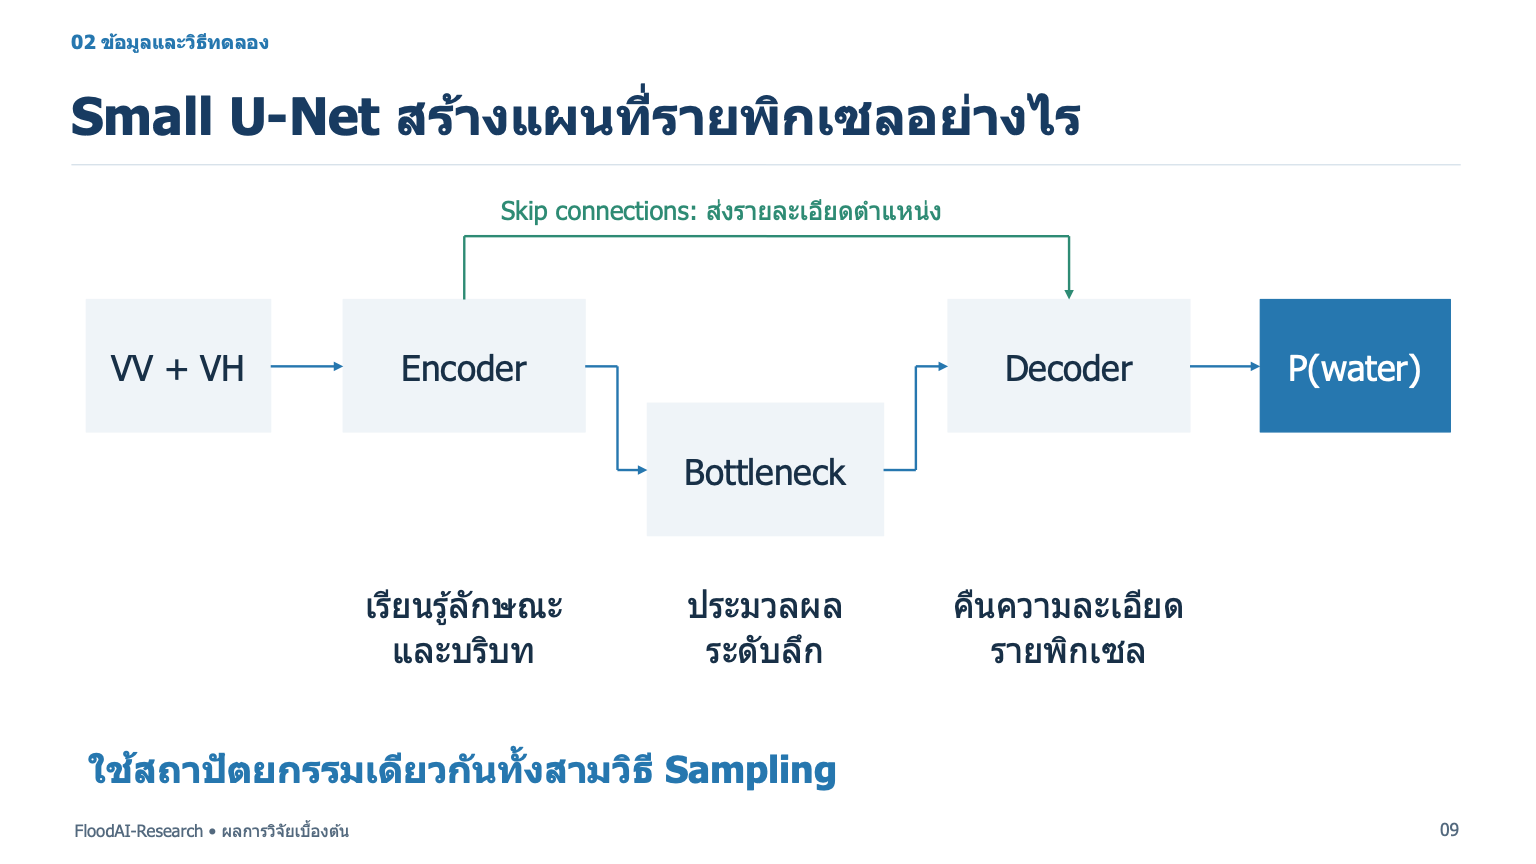 02 ข้อมูลและวิธีทดลอง
Small U-Net สร้างแผนที่รายพิกเซลอย่างไร
Skip connections: ส่งรายละเอียดตำแหน่ง
VV + VH
Encoder
Bottleneck
Decoder
P(water)
เรียนรู้ลักษณะ
และบริบท
ประมวลผล
ระดับลึก
คืนความละเอียด
รายพิกเซล
ใช้สถาปัตยกรรมเดียวกันทั้งสามวิธี Sampling
FloodAI-Research • ผลการวิจัยเบื้องต้น
09